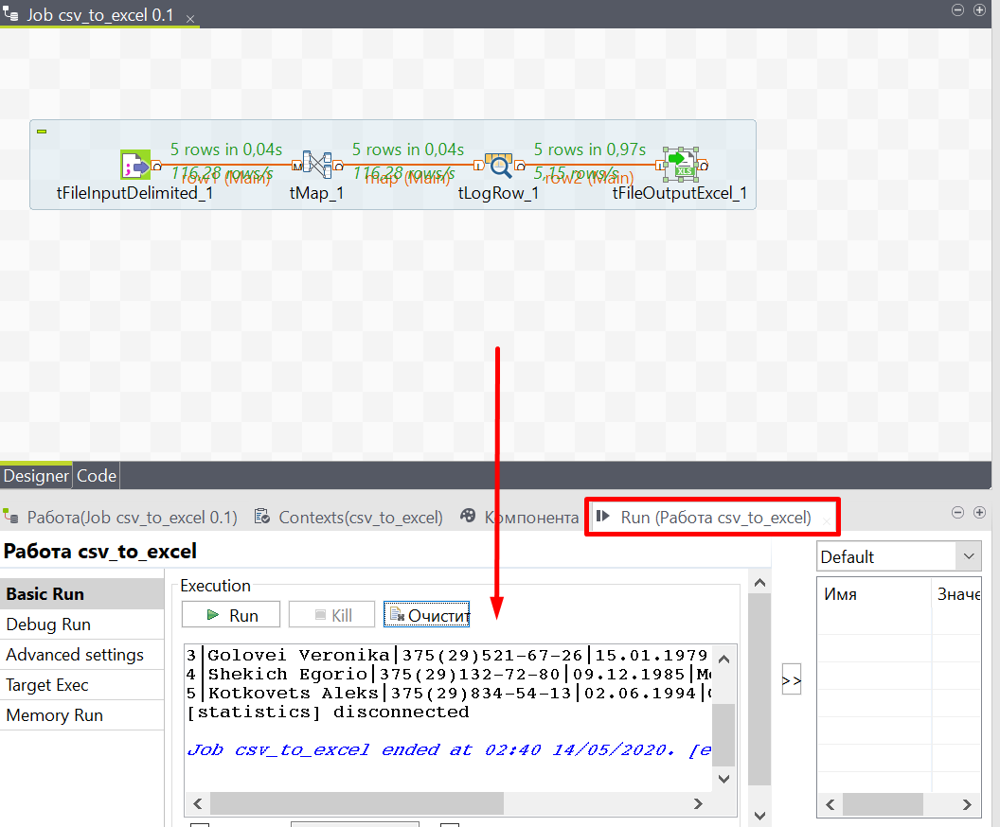 Job csv_to_excel 0.1
5 rows in 0,04s 5 rows in 0,04s 5 rows in 0,97s
116,28 rows/s 116,28 rows/s 5,15 rows/s
row1 (Main) map (Main) row2 (Main)
tFileInputDelimited_1 tMap_1 tLogRow_1 tFileOutputExcel_1
Designer Code
Работа(Job csv_to_excel 0.1) Contexts(csv_to_excel) Компонента Run (Работа csv_to_excel)
Работа csv_to_excel
Default
Basic Run
Debug Run
Advanced settings
Target Exec
Memory Run
Execution
Run Kill Очистит
3|Golovei Veronika|375(29)521-67-26|15.01.1979
4|Shekich Egorio|375(29)132-72-80|09.12.1985|M
5|Kotkovets Aleks|375(29)834-54-13|02.06.1994|
[statistics] disconnected
Job csv_to_excel ended at 02:40 14/05/2020. [e
>>
Имя Значе